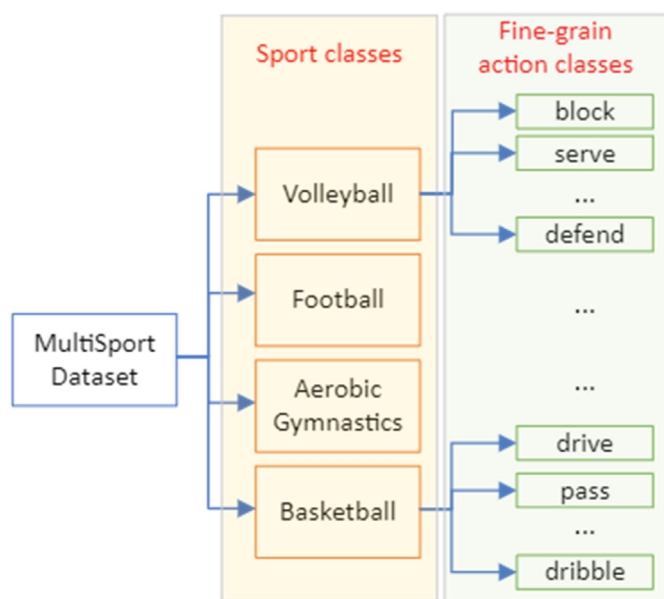 Sport classes
Fine-grain
action classes
MultiSport
Dataset
Volleyball
Football
Aerobic
Gymnastics
Basketball
block
serve
...
defend
...
...
drive
pass
...
dribble